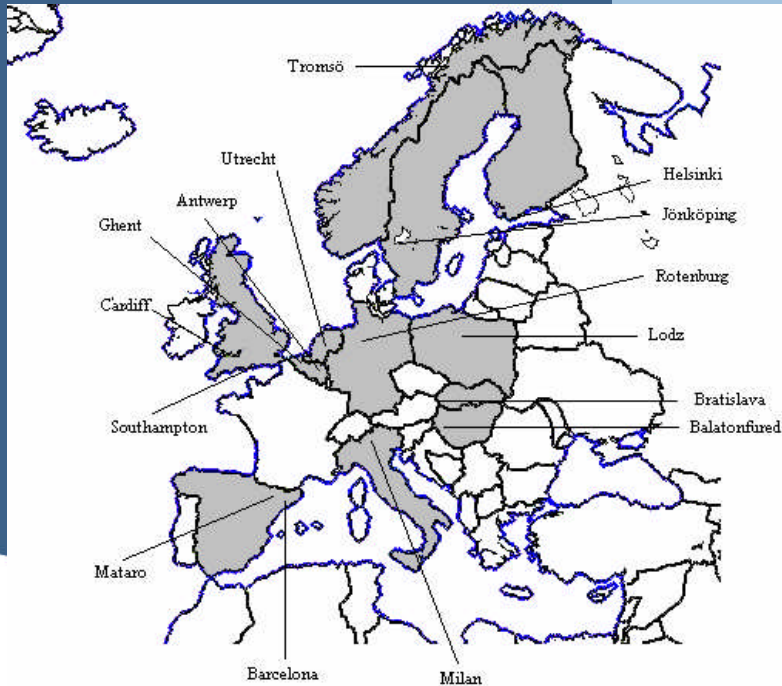 Tromsö
Utrecht
Helsinki
Antwerp
Jönköping
Ghent
Rotenburg
Cardiff
Lodz
Bratislava
Southampton
Balatonfured
Mataro
Barcelona
Milan